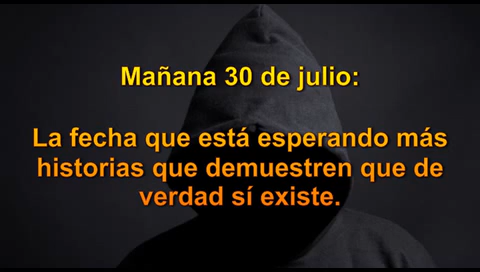 Mañana 30 de julio:
La fecha que está esperando más
historias que demuestren que de
verdad sí existe.